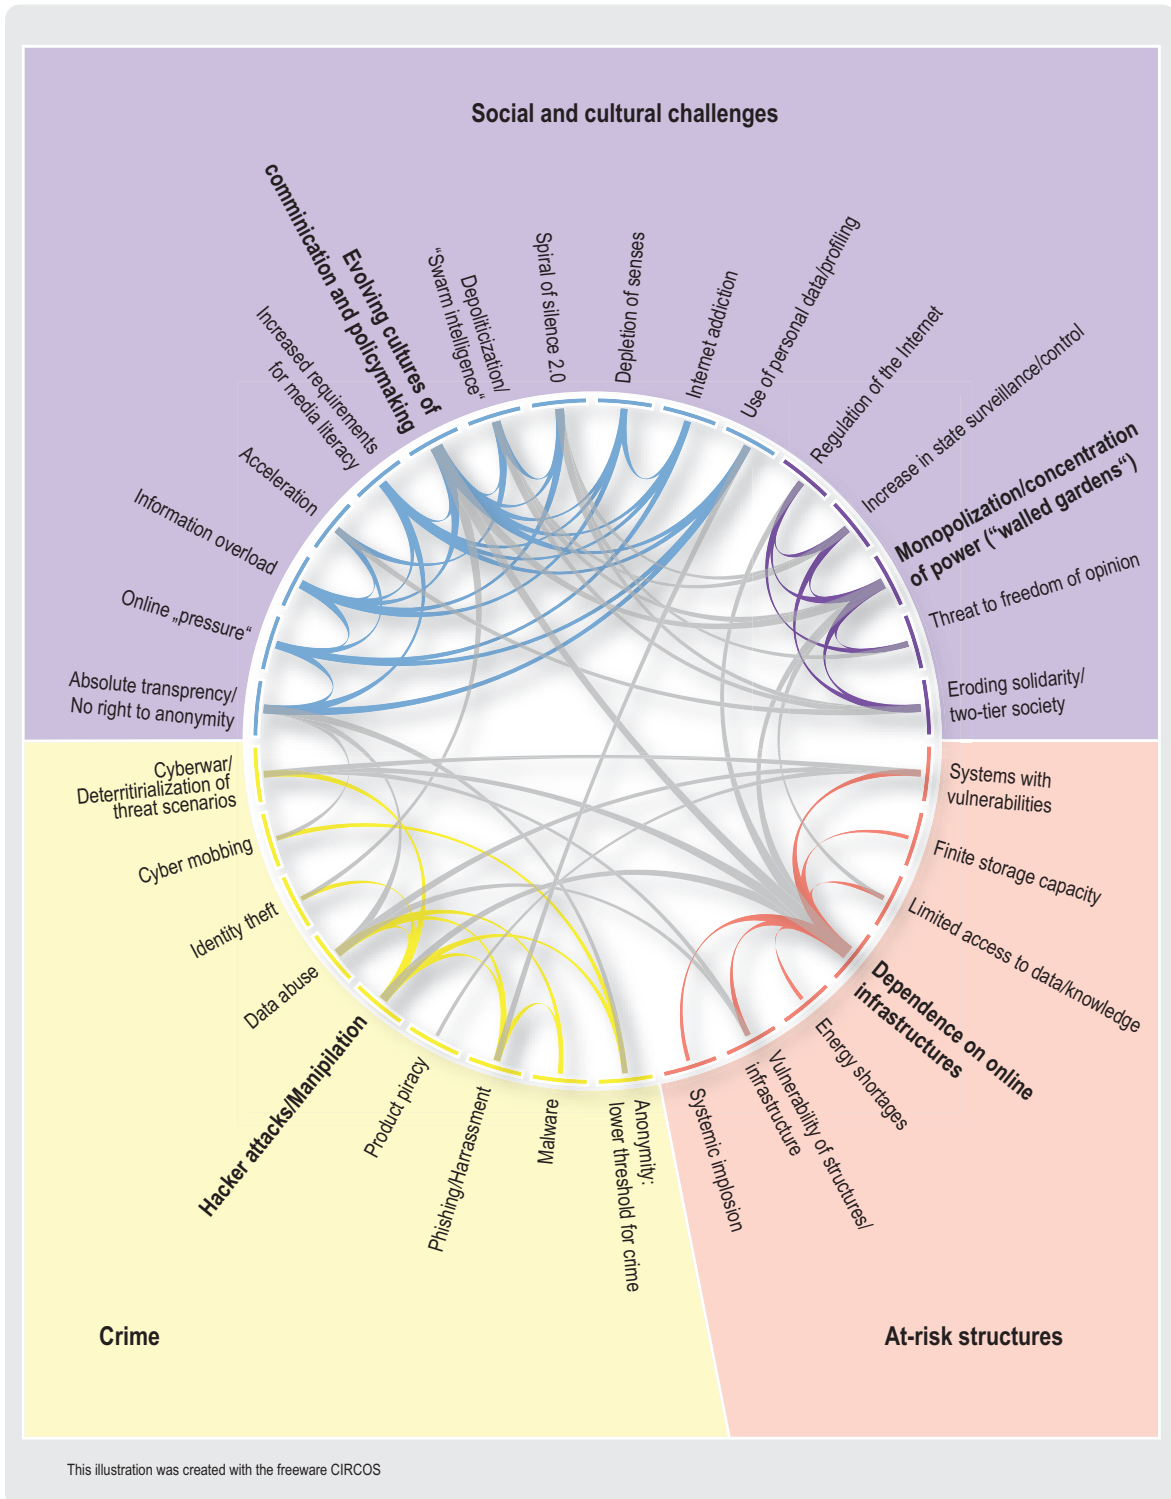 Social and cultural challenges
Evolving cultures of
comminication and policymaking
Depoliticization/
“Swarm intelligence“
Spiral of silence 2.0
Depletion of senses
Internet addiction
Use of personal data/profiling
Regulation of the Internet
Increase in state surveillance/control
Monopolization/concentration
of power (“walled gardens“)
Threat to freedom of opinion
Eroding solidarity/
two-tier society
Increased requirements
for media literacy
Acceleration
Information overload
Online „pressure“
Absolute transprency/
No right to anonymity
Cyberwar/
Deterritirialization of
threat scenarios
Cyber mobbing
Identity theft
Data abuse
Hacker attacks/Manipilation
Product piracy
Phishing/Harrassment
Malware
Anonymity:
lower threshold for crime
Systems with
vulnerabilities
Finite storage capacity
Limited access to data/knowledge
Dependence on online
infrastructures
Energy shortages
Vulnerability of structures/
infrastructure
Systemic implosion
Crime
At-risk structures
This illustration was created with the freeware CIRCOS